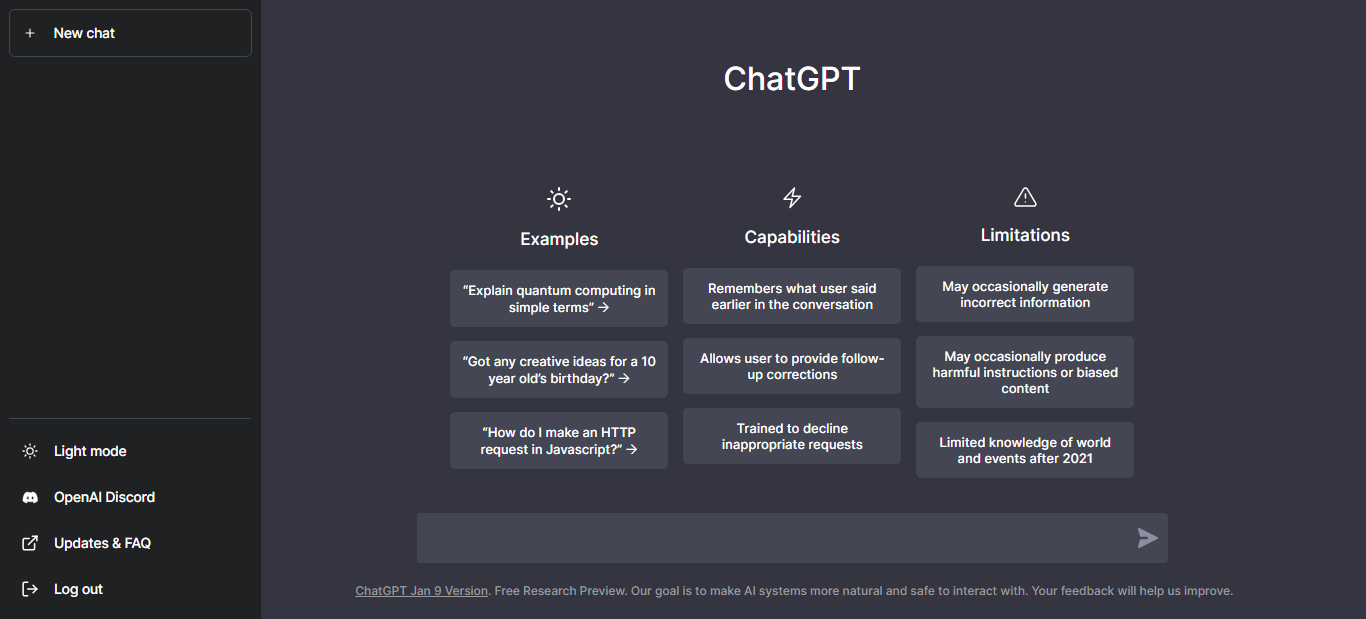 New chat
Light mode
OpenAI Discord
Updates & FAQ
Log out
ChatGPT
Examples
“Explain quantum computing in
simple terms” →
“Got any creative ideas for a 10
year old’s birthday?” →
“How do I make an HTTP
request in Javascript?” →
Capabilities
Remembers what user said
earlier in the conversation
Allows user to provide follow-
up corrections
Trained to decline
inappropriate requests
Limitations
May occasionally generate
incorrect information
May occasionally produce
harmful instructions or biased
content
Limited knowledge of world
and events after 2021
ChatGPT Jan 9 Version. Free Research Preview. Our goal is to make AI systems more natural and safe to interact with. Your feedback will help us improve.